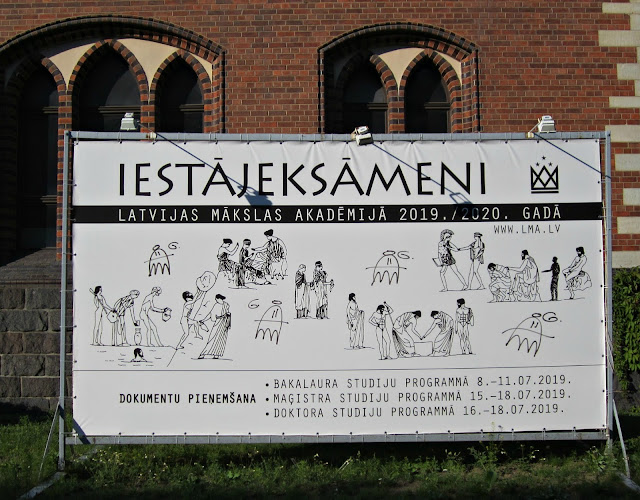 IESTĀJEKSĀMENI
LATVIJAS MĀKSLAS AKADĒMIJĀ 2019./2020. GADĀ
WWW.LMA.LV
G.
G
G.
G.
DOKUMENTU PIEŅEMŠANA
• BAKALAURA STUDIJU PROGRAMMĀ 8.–11.07.2019.
• MAĢISTRA STUDIJU PROGRAMMĀ 15.–18.07.2019.
• DOKTORA STUDIJU PROGRAMMĀ 16.–18.07.2019.